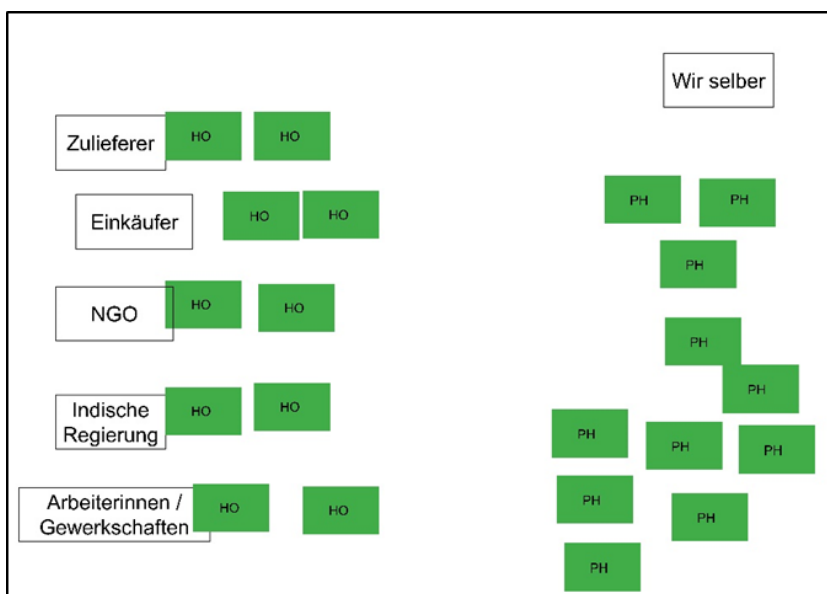 Wir selber
Zulieferer HO HO
Einkäufer HO HO
NGO HO HO
Indische
Regierung HO HO
Arbeiterinnen /
Gewerkschaften HO HO
PH PH
PH
PH
PH
PH PH PH
PH PH
PH